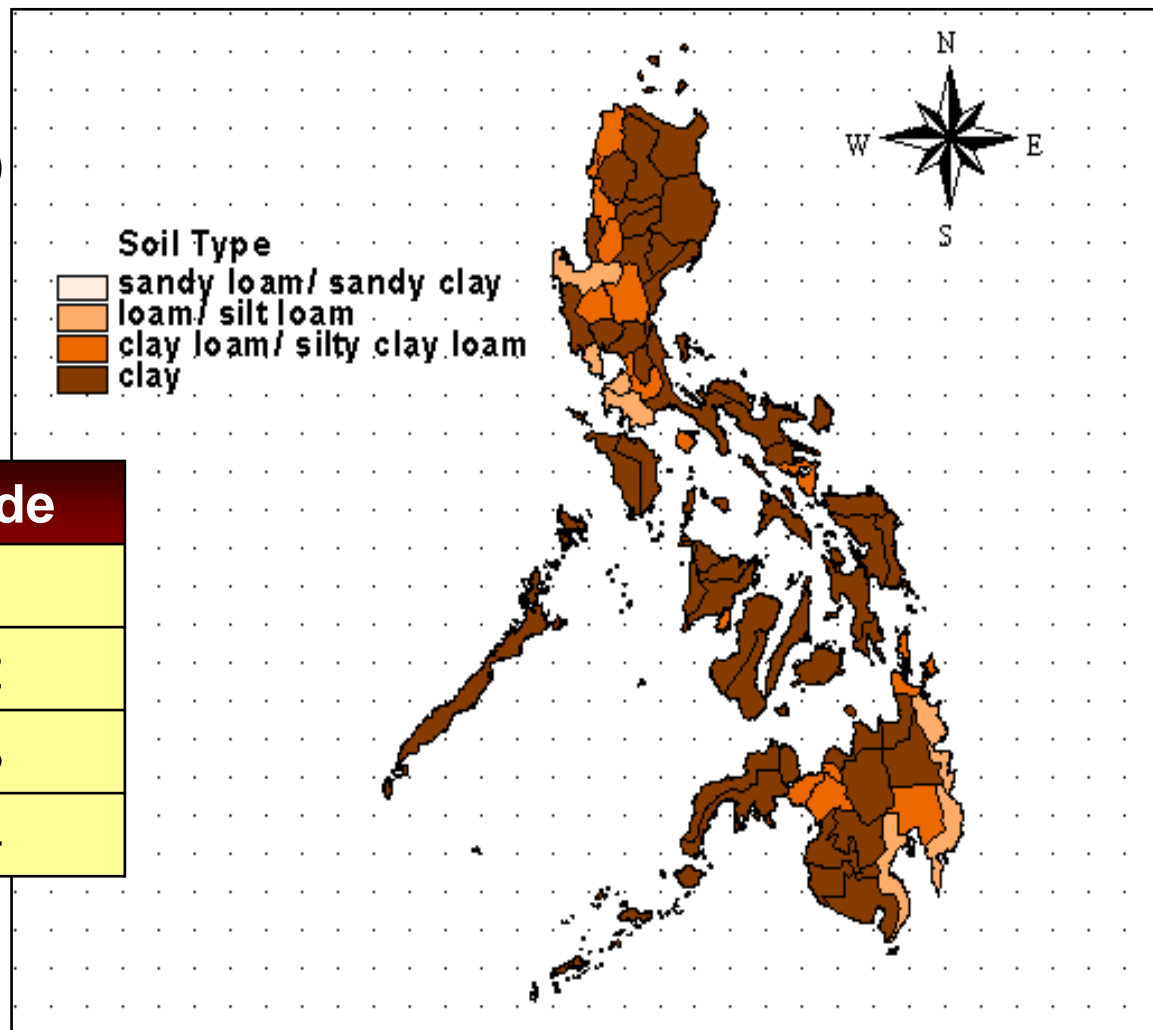 N
W E
S
Soil Type
sandy loam/ sandy clay
loam/ silt loam
clay loam/ silty clay loam
clay
de